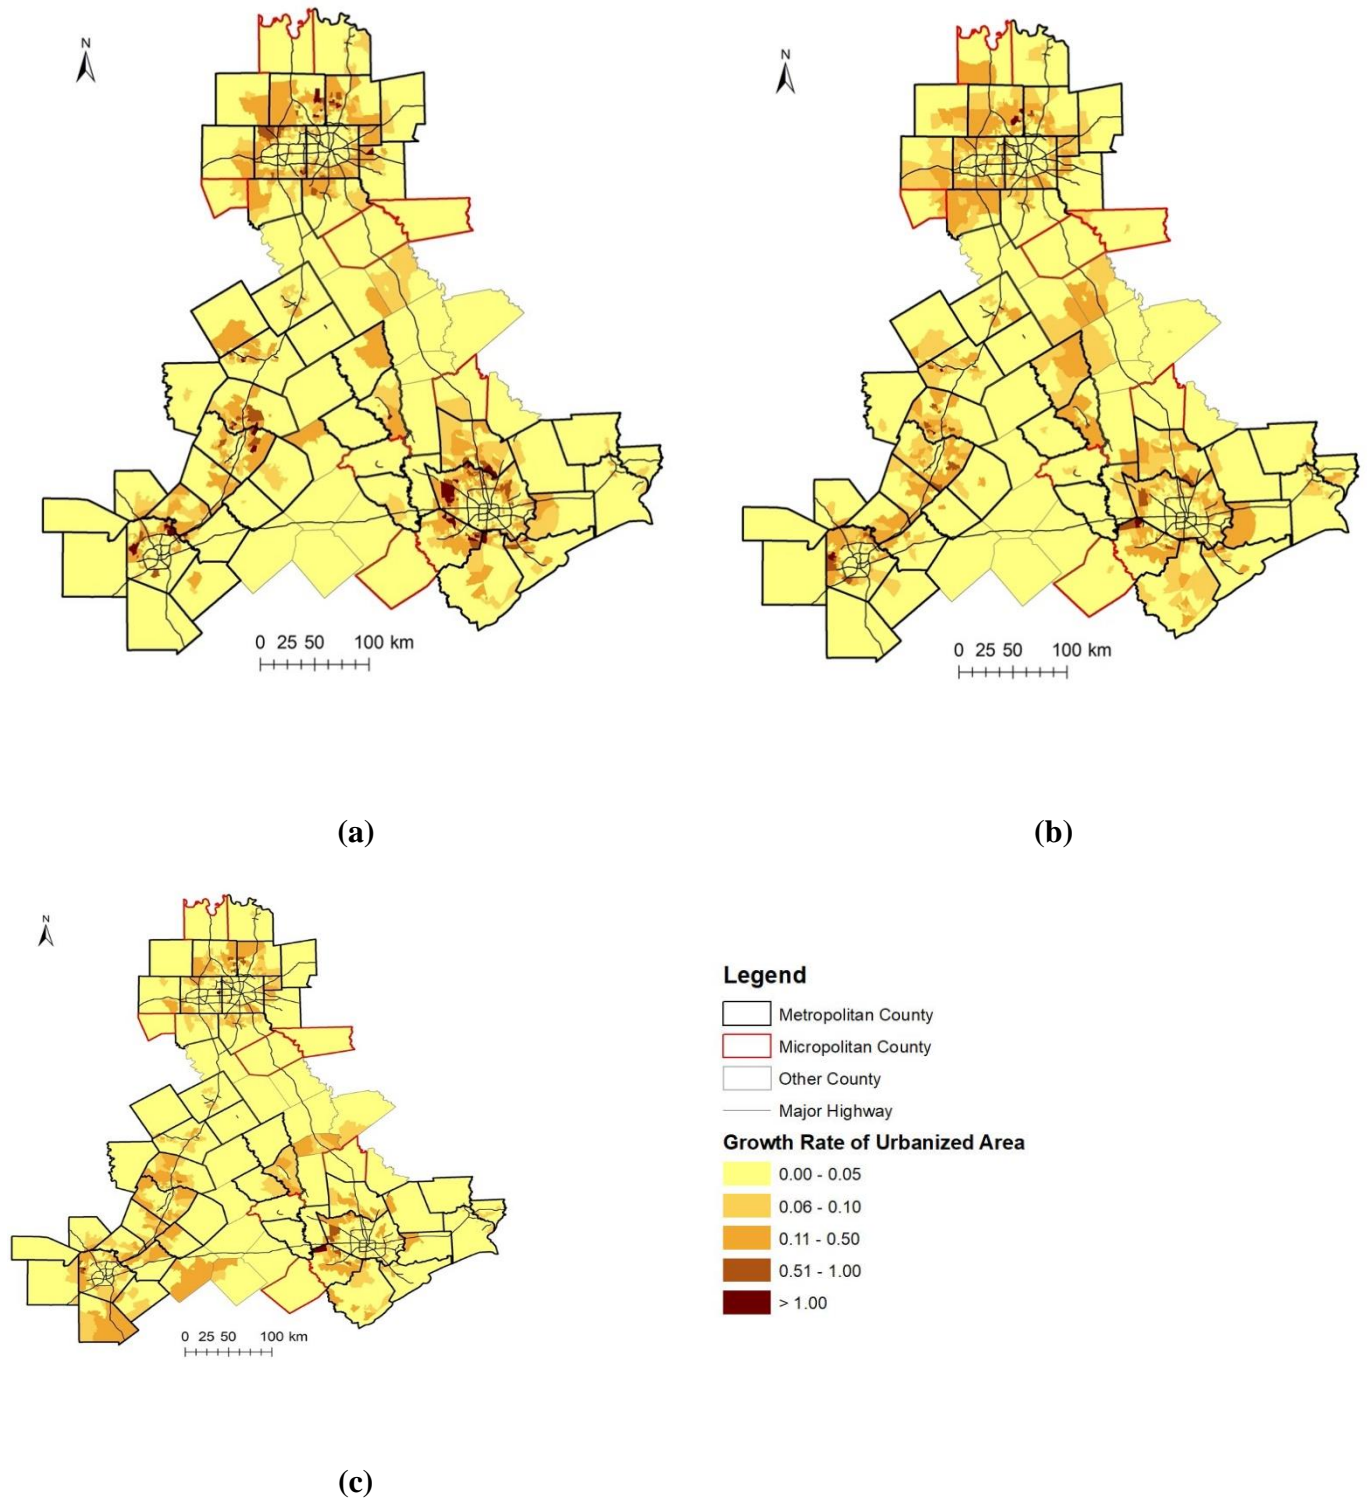 N
N
0 25 50 100 km
0 25 50 100 km
(a)
(b)
N
0 25 50 100 km
Legend
Metropolitan County
Micropolitan County
Other County
Major Highway
Growth Rate of Urbanized Area
0.00 - 0.05
0.06 - 0.10
0.11 - 0.50
0.51 - 1.00
> 1.00
(c)